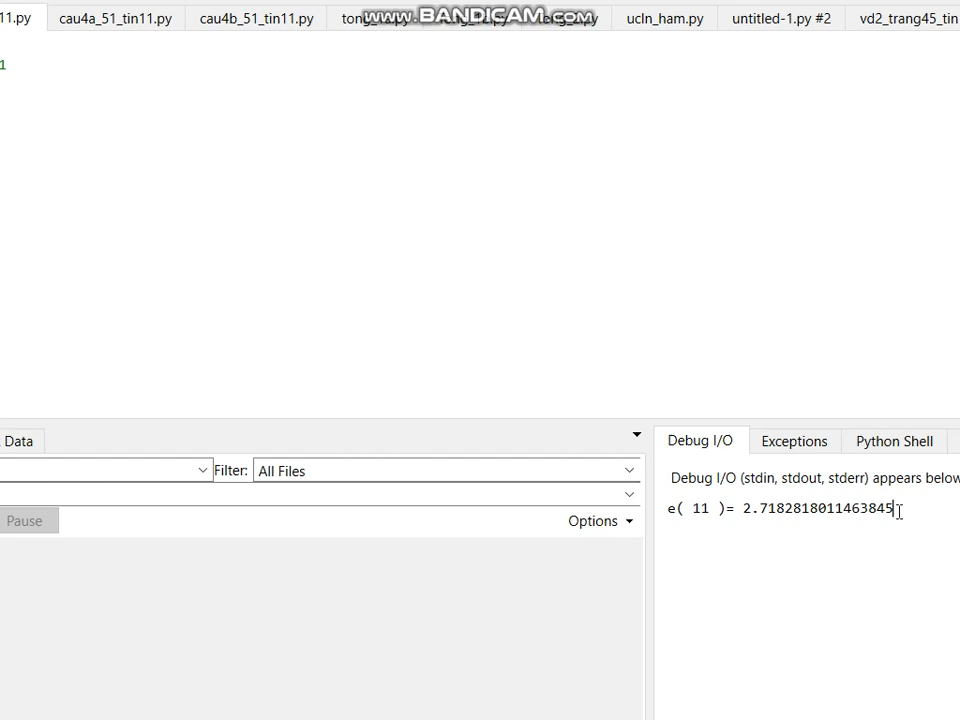 11.py cau4a_51_tin11.py cau4b_51_tin11.py ucln_ham.py untitled-1.py #2 vd2_trang45_tin
www.BANDICAM.com
1
Data Debug I/O Exceptions Python Shell
Filter: All Files
Debug I/O (stdin, stdout, stderr) appears below
e( 11 )= 2.7182818011463845
Pause Options